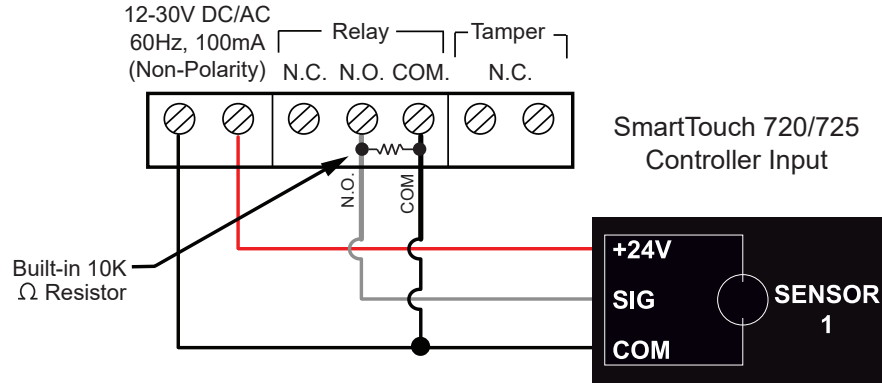 12-30V DC/AC
60Hz, 100mA
(Non-Polarity)
Relay
Tamper
N.C. N.O. COM.
N.C.
SmartTouch 720/725
Controller Input
N.O.
COM
Built-in 10K
Ω Resistor
+24V
SIG
COM
SENSOR
1